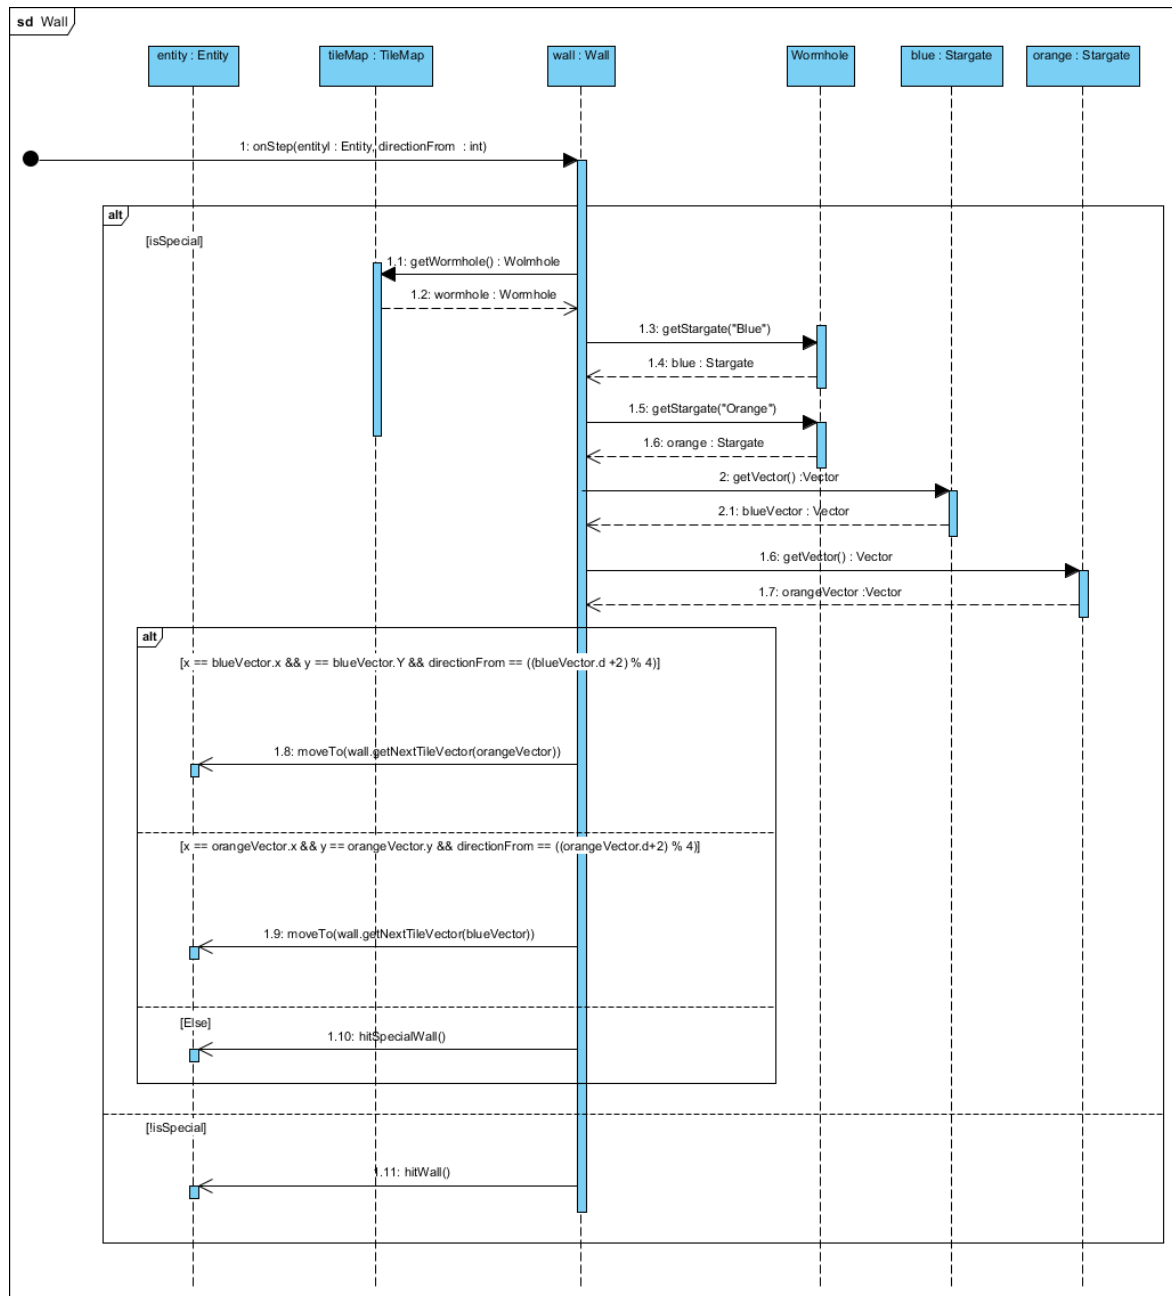 sd Wall
entity : Entity
tileMap : TileMap
wall : Wall
Wormhole
blue : Stargate
orange : Stargate
1: onStep(entityI : Entity, directionFrom : int)
alt
[isSpecial]
1.1: getWormhole() : Wolmhole
1.2: wormhole : Wormhole
1.3: getStargate("Blue")
1.4: blue : Stargate
1.5: getStargate("Orange")
1.6: orange : Stargate
2: getVector() :Vector
2.1: blueVector : Vector
1.6: getVector() : Vector
1.7: orangeVector :Vector
alt
[x == blueVector.x && y == blueVector.Y && directionFrom == ((blueVector.d +2) % 4)]
1.8: moveTo(wall.getNextTileVector(orangeVector))
[x == orangeVector.x && y == orangeVector.y && directionFrom == ((orangeVector.d+2) % 4)]
1.9: moveTo(wall.getNextTileVector(blueVector))
[Else]
1.10: hitSpecialWall()
[!isSpecial]
1.11: hitWall()